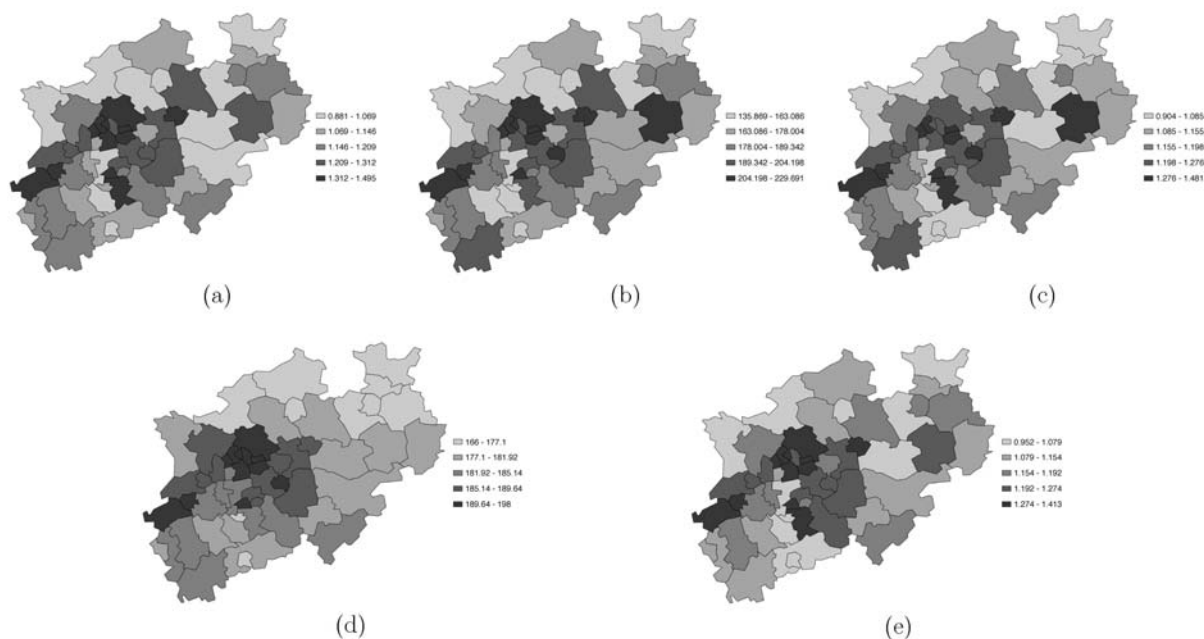 0.881 - 1.069
1.069 - 1.146
1.146 - 1.209
1.209 - 1.312
1.312 - 1.495
(a)
135.869 - 163.086
163.086 - 178.004
178.004 - 189.342
189.342 - 204.198
204.198 - 229.691
(b)
0.904 - 1.085
1.085 - 1.155
1.155 - 1.198
1.198 - 1.276
1.276 - 1.481
(c)
166 - 177.1
177.1 - 181.92
181.92 - 185.14
185.14 - 189.64
189.64 - 198
(d)
0.952 - 1.079
1.079 - 1.154
1.154 - 1.192
1.192 - 1.274
1.274 - 1.413
(e)